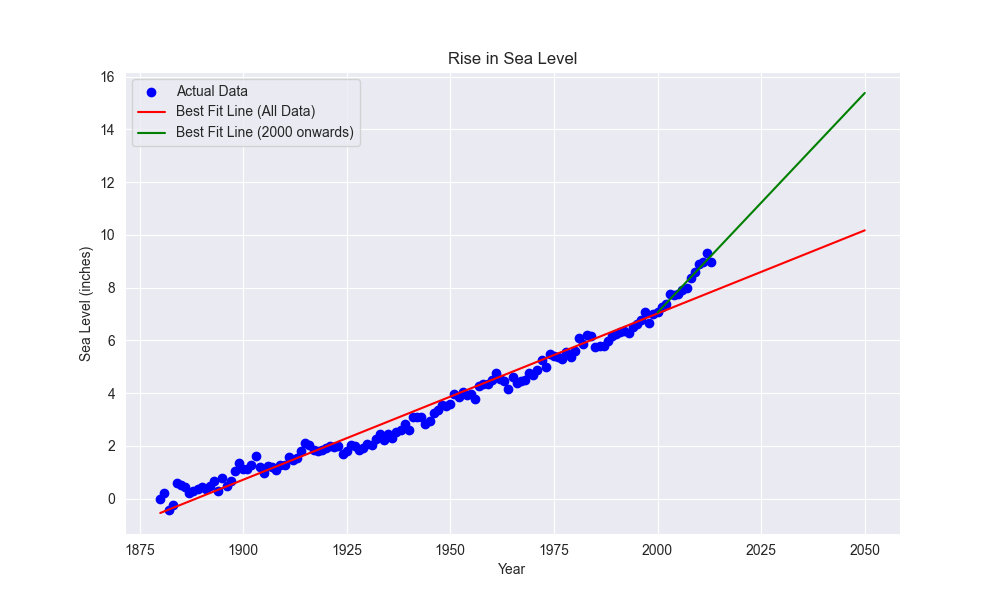 Rise in Sea Level
Actual Data
Best Fit Line (All Data)
Best Fit Line (2000 onwards)
16
14
12
10
8
6
4
2
0
Sea Level (inches)
1875 1900 1925 1950 1975 2000 2025 2050
Year